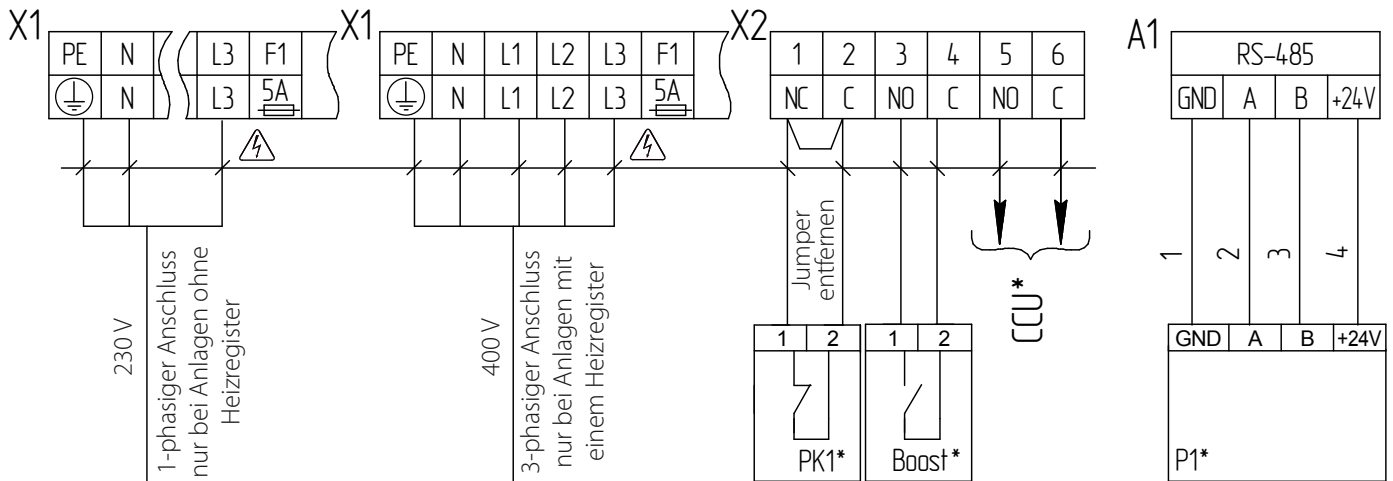 X1
PE N L3 F1
N L3 5A
230 V
1-phasiger Anschluss
nur bei Anlagen ohne
Heizregister
X1
PE N L1 L2 L3 F1
N L1 L2 L3 5A
400 V
3-phasiger Anschluss
nur bei Anlagen mit
einem Heizregister
X2
1 2 3 4 5 6
NC C NO C NO C
Jumper
entfernen
CCU*
1 2
PK1*
1 2
Boost*
A1
RS-485
GND A B +24V
1 2 3 4
GND A B +24V
P1*